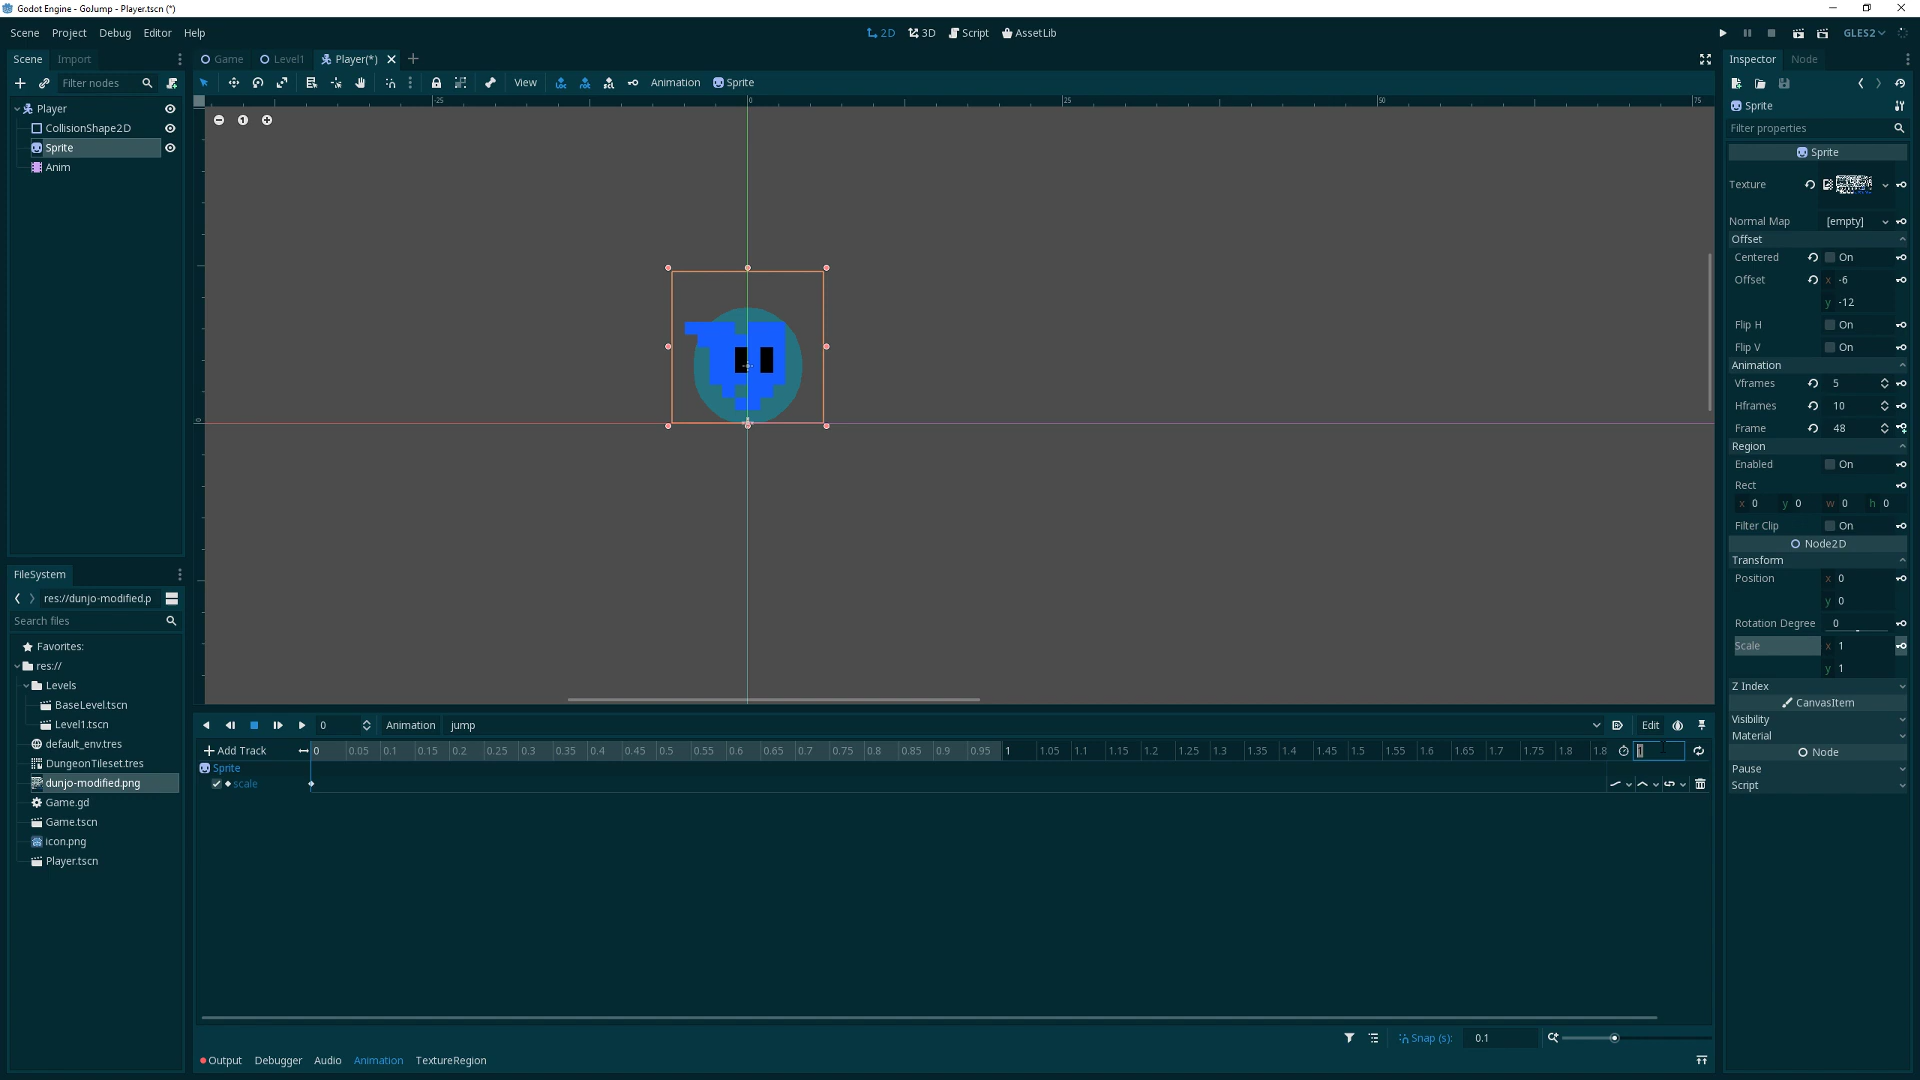 Godot Engine - GoJump - Player.tscn (*)
Scene Project Debug Editor Help
2D 3D Script AssetLib
GLES2
Scene Import
Game Level1 Player(*)
Inspector Node
Filter nodes
View Animation Sprite
Player
CollisionShape2D
Sprite
Anim
-25 0 25 50 75
0
Sprite
Filter properties
Sprite
Texture
Normal Map [empty]
Offset
Centered On
Offset x -6
y -12
Flip H On
Flip V On
Animation
Vframes 5
Hframes 10
Frame 48
Region
Enabled On
Rect
x 0 y 0 w 0 h 0
Filter Clip On
Node2D
Transform
Position x 0
y 0
Rotation Degree 0
Scale x 1
y 1
Z Index
CanvasItem
Visibility
Material
Node
Pause
Script
FileSystem
res://dunjo-modified.p
Search files
Favorites:
res://
Levels
BaseLevel.tscn
Level1.tscn
default_env.tres
DungeonTileset.tres
dunjo-modified.png
Game.gd
Game.tscn
icon.png
Player.tscn
0 Animation jump Edit
Add Track 0 0.05 0.1 0.15 0.2 0.25 0.3 0.35 0.4 0.45 0.5 0.55 0.6 0.65 0.7 0.75 0.8 0.85 0.9 0.95 1 1.05 1.1 1.15 1.2 1.25 1.3 1.35 1.4 1.45 1.5 1.55 1.6 1.65 1.7 1.75 1.8 1.8 1
Sprite
scale
Snap (s): 0.1
Output Debugger Audio Animation TextureRegion